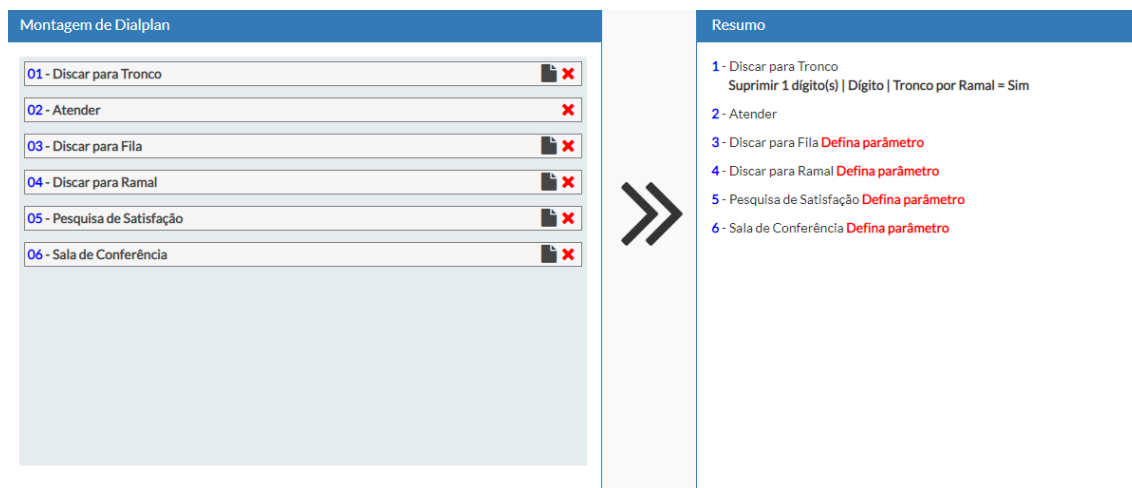 Montagem de Dialplan
01 - Discar para Tronco
02 - Atender
03 - Discar para Fila
04 - Discar para Ramal
05 - Pesquisa de Satisfação
06 - Sala de Conferência
Resumo
1 - Discar para Tronco
Suprimir 1 dígito(s) | Dígito | Tronco por Ramal = Sim
2 - Atender
3 - Discar para Fila Defina parâmetro
4 - Discar para Ramal Defina parâmetro
5 - Pesquisa de Satisfação Defina parâmetro
6 - Sala de Conferência Defina parâmetro